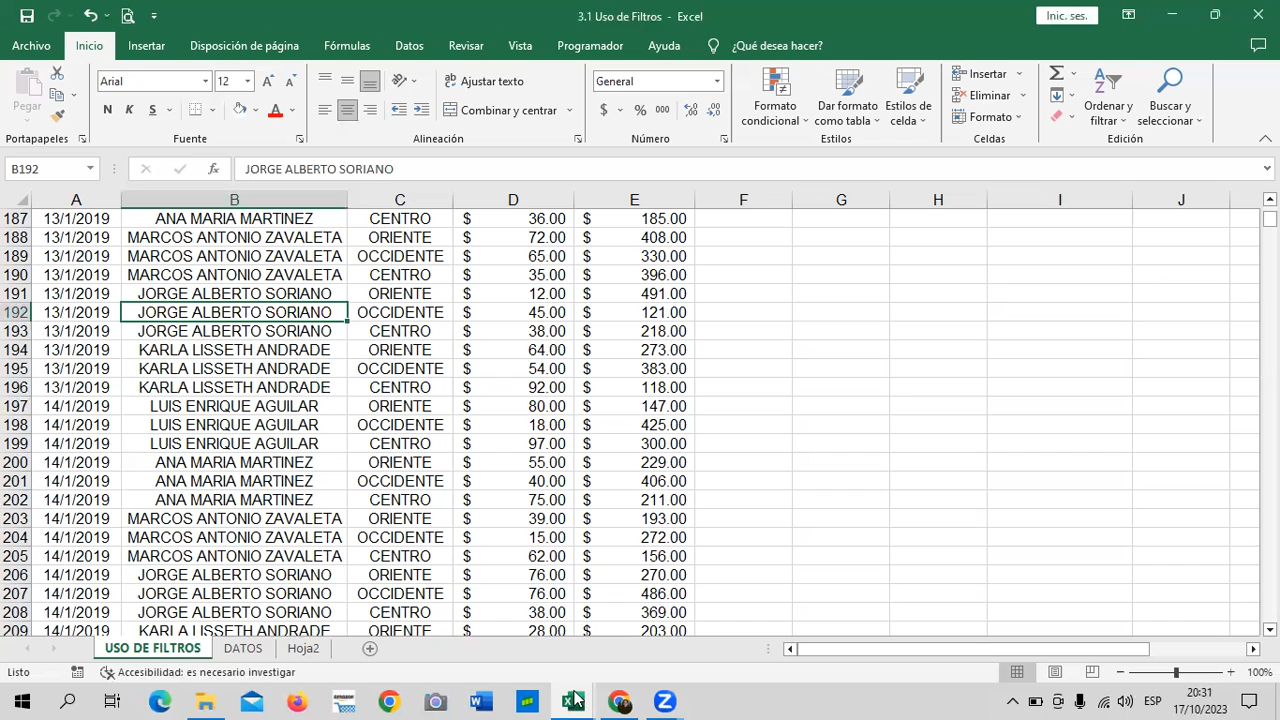 3.1 Uso de Filtros - Excel
Inic. ses.
Archivo Inicio Insertar Disposición de página Fórmulas Datos Revisar Vista Programador Ayuda ¿Qué desea hacer?
Pegar
Arial 12
N K S
Ajustar texto
Combinar y centrar
General
$ % 000
Formato condicional
Dar formato como tabla
Estilos de celda
Insertar
Eliminar
Formato
Ordenar y filtrar
Buscar y seleccionar
Portapapeles Fuente Alineación Número Estilos Celdas Edición
B192 fx JORGE ALBERTO SORIANO
A B C D E F G H I J
187 13/1/2019 ANA MARIA MARTINEZ CENTRO $ 36.00 $ 185.00
188 13/1/2019 MARCOS ANTONIO ZAVALETA ORIENTE $ 72.00 $ 408.00
189 13/1/2019 MARCOS ANTONIO ZAVALETA OCCIDENTE $ 65.00 $ 330.00
190 13/1/2019 MARCOS ANTONIO ZAVALETA CENTRO $ 35.00 $ 396.00
191 13/1/2019 JORGE ALBERTO SORIANO ORIENTE $ 12.00 $ 491.00
192 13/1/2019 JORGE ALBERTO SORIANO OCCIDENTE $ 45.00 $ 121.00
193 13/1/2019 JORGE ALBERTO SORIANO CENTRO $ 38.00 $ 218.00
194 13/1/2019 KARLA LISSETH ANDRADE ORIENTE $ 64.00 $ 273.00
195 13/1/2019 KARLA LISSETH ANDRADE OCCIDENTE $ 54.00 $ 383.00
196 13/1/2019 KARLA LISSETH ANDRADE CENTRO $ 92.00 $ 118.00
197 14/1/2019 LUIS ENRIQUE AGUILAR ORIENTE $ 80.00 $ 147.00
198 14/1/2019 LUIS ENRIQUE AGUILAR OCCIDENTE $ 18.00 $ 425.00
199 14/1/2019 LUIS ENRIQUE AGUILAR CENTRO $ 97.00 $ 300.00
200 14/1/2019 ANA MARIA MARTINEZ ORIENTE $ 55.00 $ 229.00
201 14/1/2019 ANA MARIA MARTINEZ OCCIDENTE $ 40.00 $ 406.00
202 14/1/2019 ANA MARIA MARTINEZ CENTRO $ 75.00 $ 211.00
203 14/1/2019 MARCOS ANTONIO ZAVALETA ORIENTE $ 39.00 $ 193.00
204 14/1/2019 MARCOS ANTONIO ZAVALETA OCCIDENTE $ 15.00 $ 272.00
205 14/1/2019 MARCOS ANTONIO ZAVALETA CENTRO $ 62.00 $ 156.00
206 14/1/2019 JORGE ALBERTO SORIANO ORIENTE $ 76.00 $ 270.00
207 14/1/2019 JORGE ALBERTO SORIANO OCCIDENTE $ 76.00 $ 486.00
208 14/1/2019 JORGE ALBERTO SORIANO CENTRO $ 38.00 $ 369.00
209 14/1/2019 KARLA LISSETH ANDRADE ORIENTE $ 28.00 $ 203.00
USO DE FILTROS DATOS Hoja2
Listo Accesibilidad: es necesario investigar 100%
ESP 20:31
17/10/2023